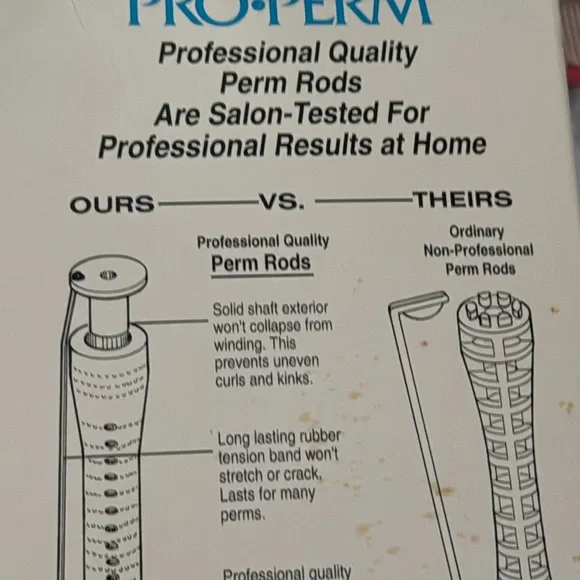 PRO•PERM
Professional Quality
Perm Rods
Are Salon-Tested For
Professional Results at Home
OURS VS. THEIRS
Professional Quality
Perm Rods
Ordinary
Non-Professional
Perm Rods
Solid shaft exterior
won't collapse from
winding. This
prevents uneven
curls and kinks.
Long lasting rubber
tension band won't
stretch or crack.
Lasts for many
perms.
Professional quality